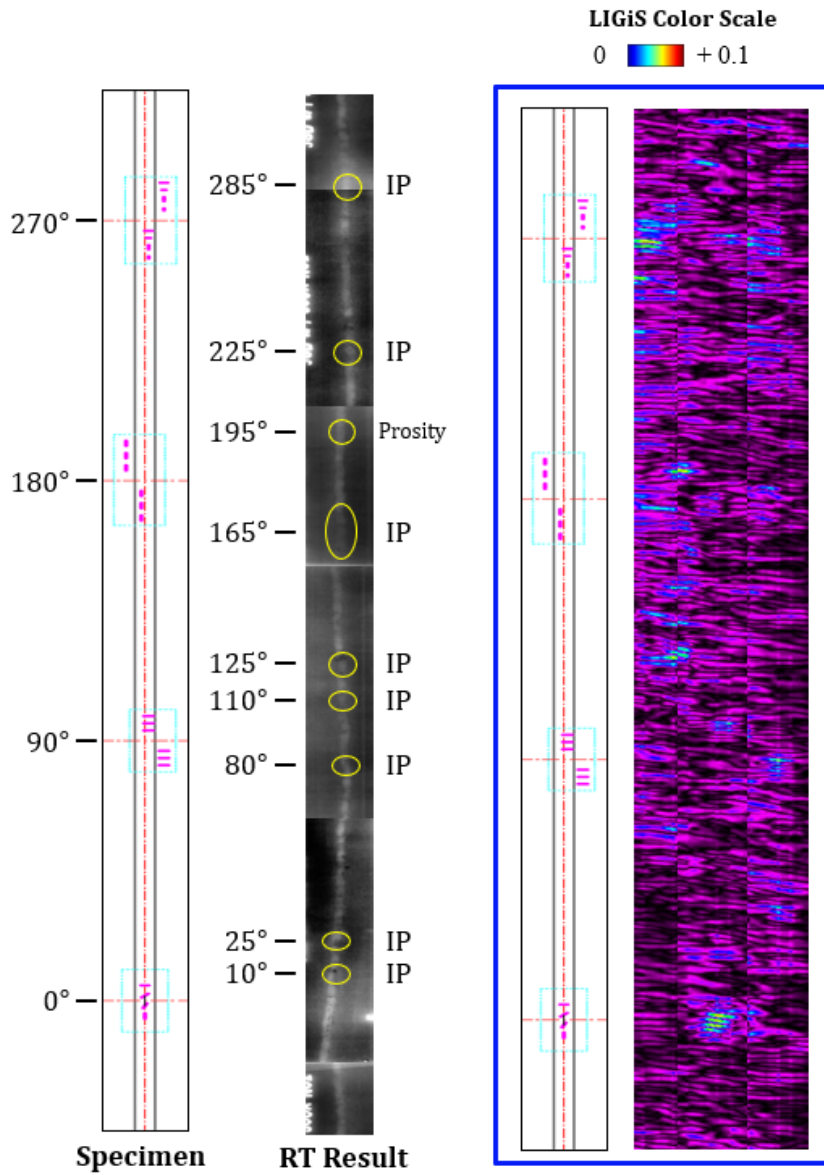 LIGiS Color Scale
0 + 0.1
285° IP
270°
225° IP
195° Prosity
180°
165° IP
125° IP
110° IP
90°
80° IP
25° IP
10° IP
0°
Specimen RT Result